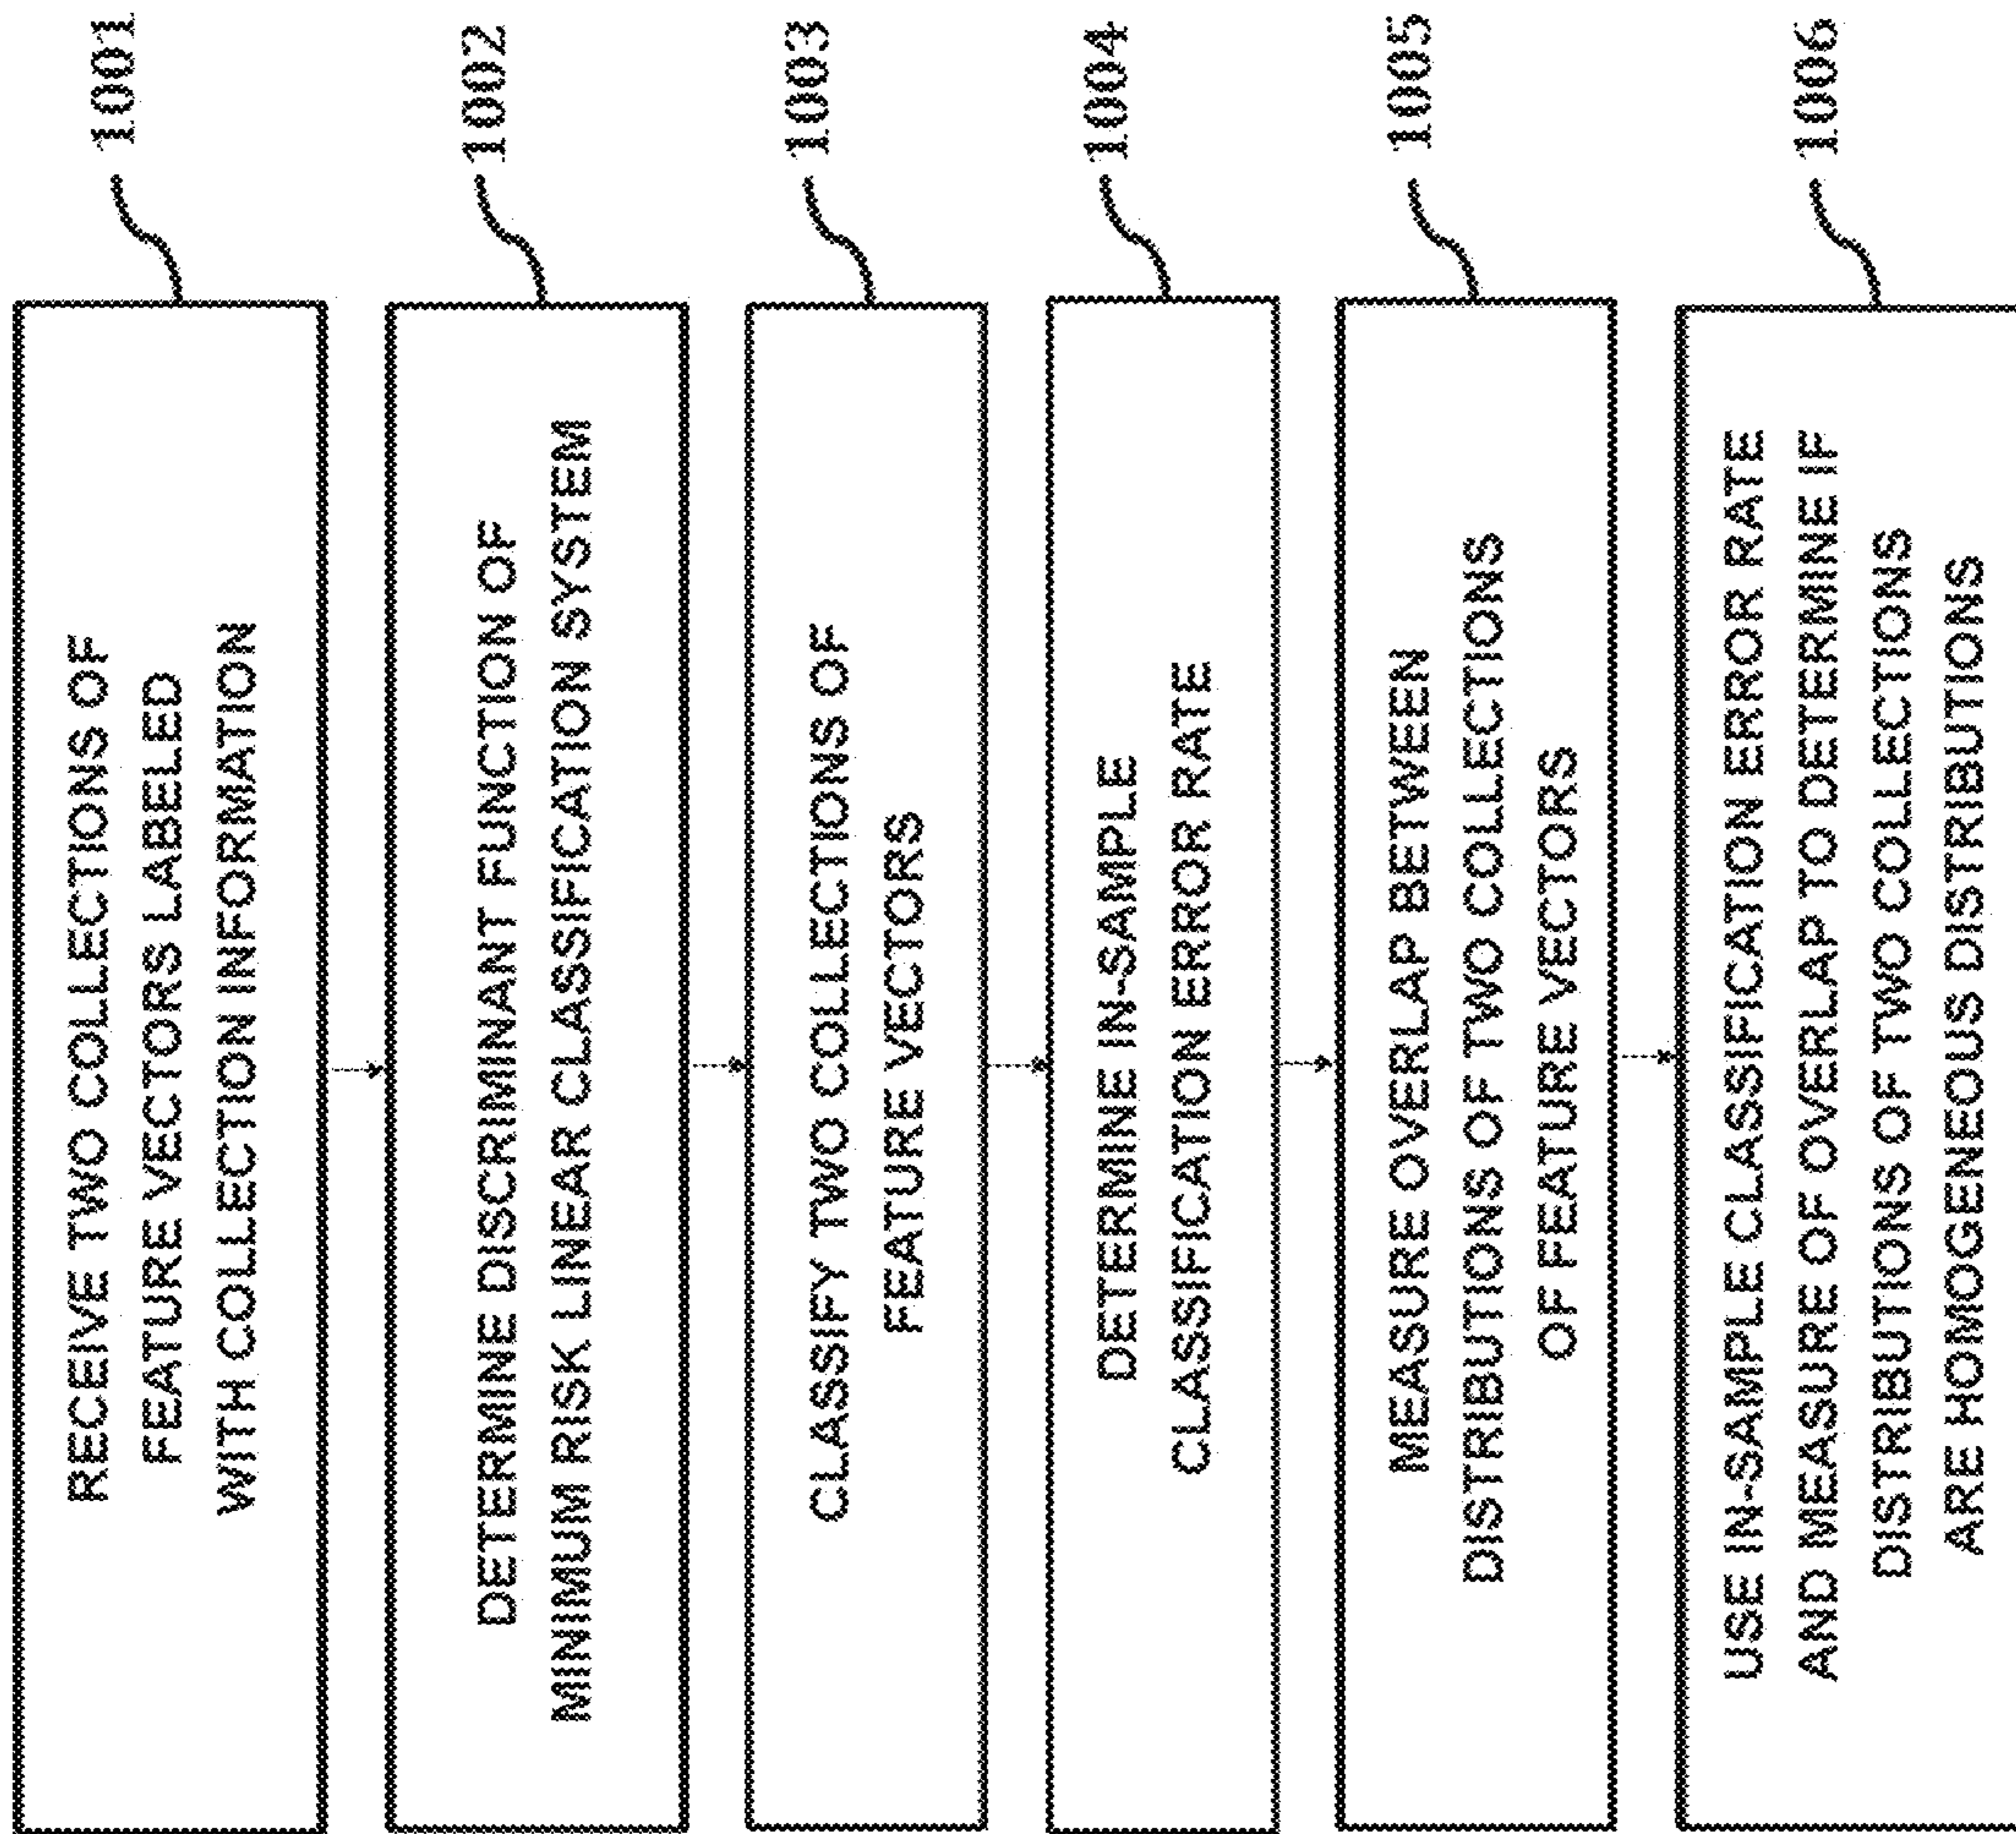 RECEIVE TWO COLLECTIONS OF
FEATURE VECTORS LABELED
WITH COLLECTION INFORMATION
1001
DETERMINE DISCRIMINANT FUNCTION OF
MINIMUM RISK LINEAR CLASSIFICATION SYSTEM
1002
CLASSIFY TWO COLLECTIONS OF
FEATURE VECTORS
1003
DETERMINE IN-SAMPLE
CLASSIFICATION ERROR RATE
1004
MEASURE OVERLAP BETWEEN
DISTRIBUTIONS OF TWO COLLECTIONS
OF FEATURE VECTORS
1005
USE IN-SAMPLE CLASSIFICATION ERROR RATE
AND MEASURE OF OVERLAP TO DETERMINE IF
DISTRIBUTIONS OF TWO COLLECTIONS
ARE HOMOGENEOUS DISTRIBUTIONS
1006